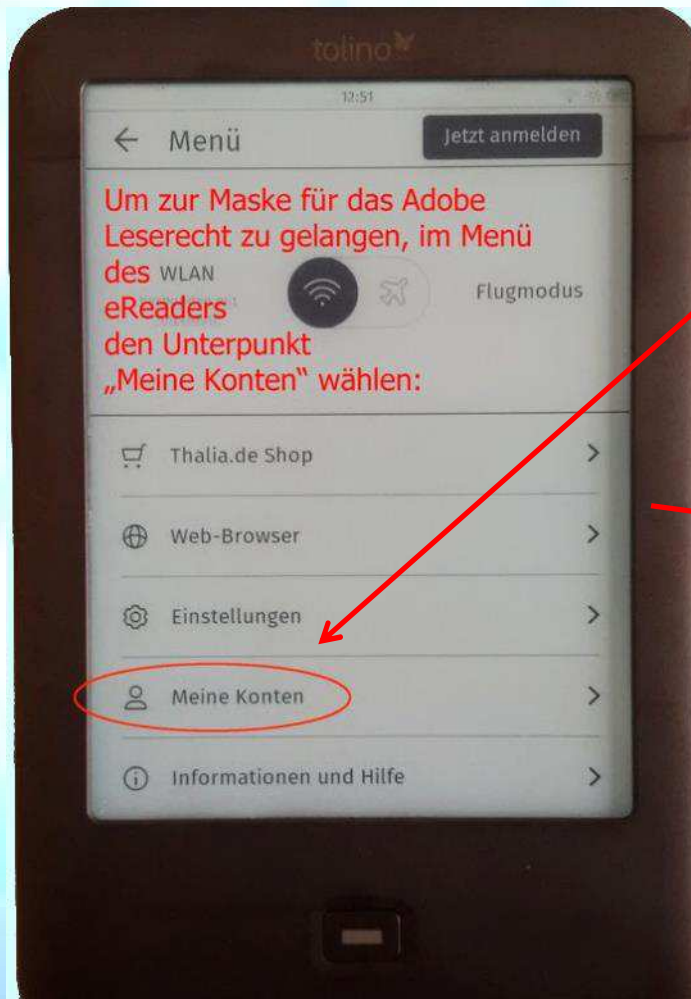 tolino
12:51
Menü
Jetzt anmelden
Um zur Maske für das Adobe
Leserecht zu gelangen, im Menü
des
WLAN
eReaders
Flugmodus
den Unterpunkt
„Meine Konten“ wählen:
Thalia.de Shop
Web-Browser
Einstellungen
Meine Konten
Informationen und Hilfe